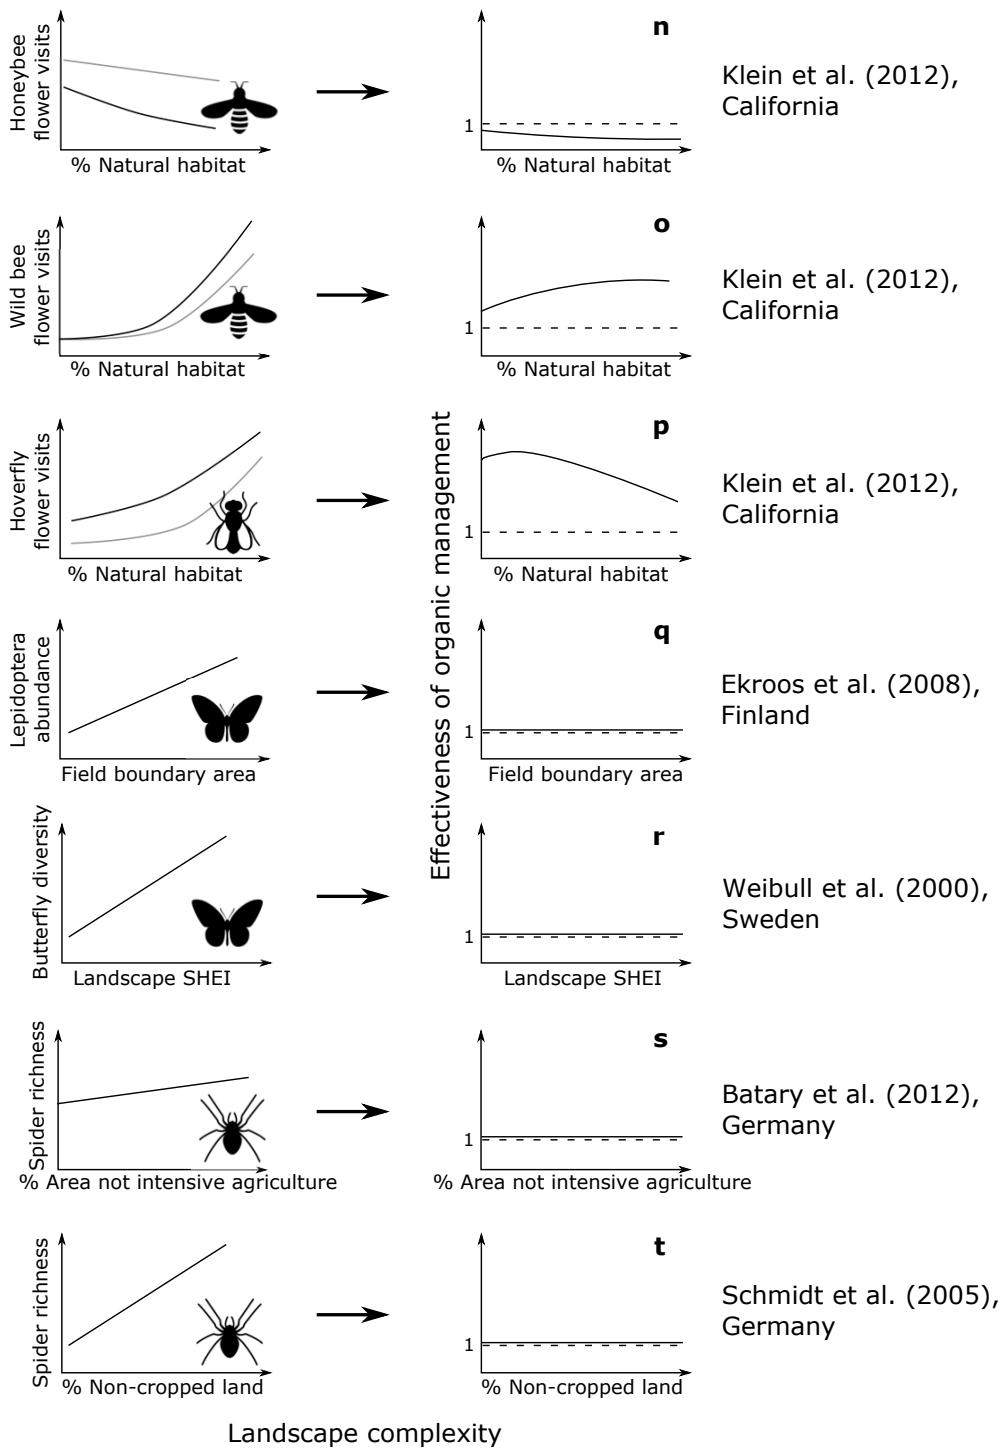 Honeybee
flower visits
% Natural habitat
n
1
% Natural habitat
Klein et al. (2012),
California
Wild bee
flower visits
% Natural habitat
o
1
% Natural habitat
Klein et al. (2012),
California
Hoverfly
flower visits
% Natural habitat
Effectiveness of organic management
p
1
% Natural habitat
Klein et al. (2012),
California
Lepidoptera
abundance
Field boundary area
q
1
Field boundary area
Ekroos et al. (2008),
Finland
Butterfly diversity
Landscape SHEI
r
1
Landscape SHEI
Weibull et al. (2000),
Sweden
Spider richness
% Area not intensive agriculture
s
1
% Area not intensive agriculture
Batary et al. (2012),
Germany
Spider richness
% Non-cropped land
t
1
% Non-cropped land
Schmidt et al. (2005),
Germany
Landscape complexity